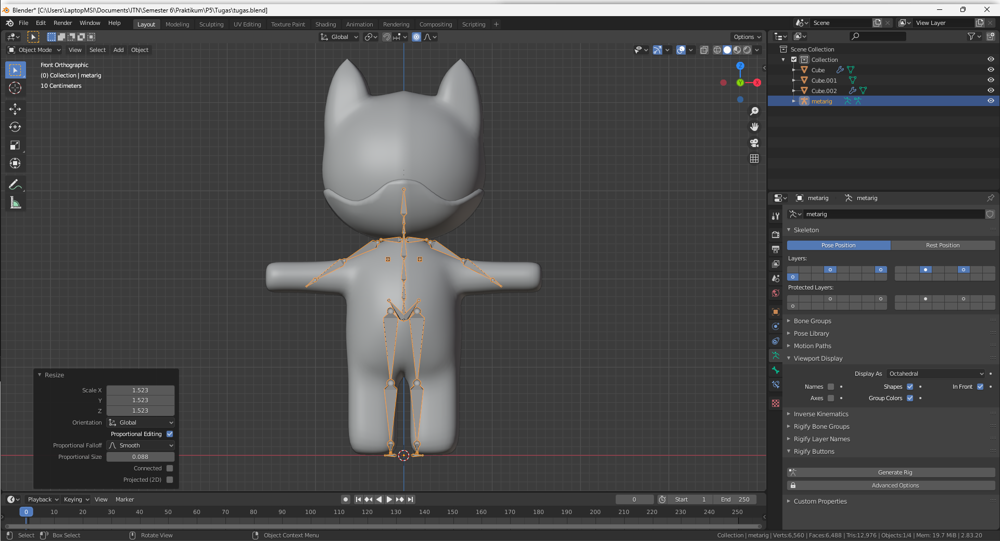 Blender* [C:\Users\LaptopMSI\Documents\ITN\Semester 6\Praktikum\P5\Tugas\tugas.blend]
File Edit Render Window Help Layout Modeling Sculpting UV Editing Texture Paint Shading Animation Rendering Compositing Scripting + Scene View Layer
Global Options
Object Mode View Select Add Object
Front Orthographic
(0) Collection | metarig
10 Centimeters
Z
Y
X
Scene Collection
Collection
Cube
Cube.001
Cube.002
metarig
metarig metarig
metarig
Skeleton
Pose Position Rest Position
Layers:
Protected Layers:
Bone Groups
Pose Library
Motion Paths
Viewport Display
Display As Octahedral
Names Shapes In Front
Axes Group Colors
Inverse Kinematics
Rigify Bone Groups
Rigify Layer Names
Rigify Buttons
Generate Rig
Advanced Options
Custom Properties
Resize
Scale X 1.523
Y 1.523
Z 1.523
Orientation Global
Proportional Editing
Proportional Falloff Smooth
Proportional Size 0.088
Connected
Projected (2D)
Playback Keying View Marker 0 Start 1 End 250
0 10 20 30 40 50 60 70 80 90 100 110 120 130 140 150 160 170 180 190 200 210 220 230 240 250
Select Box Select Rotate View Object Context Menu Collection | metarig | Verts:6,560 | Faces:6,488 | Tris:12,976 | Objects:1/4 | Mem: 19.7 MiB | 2.83.20